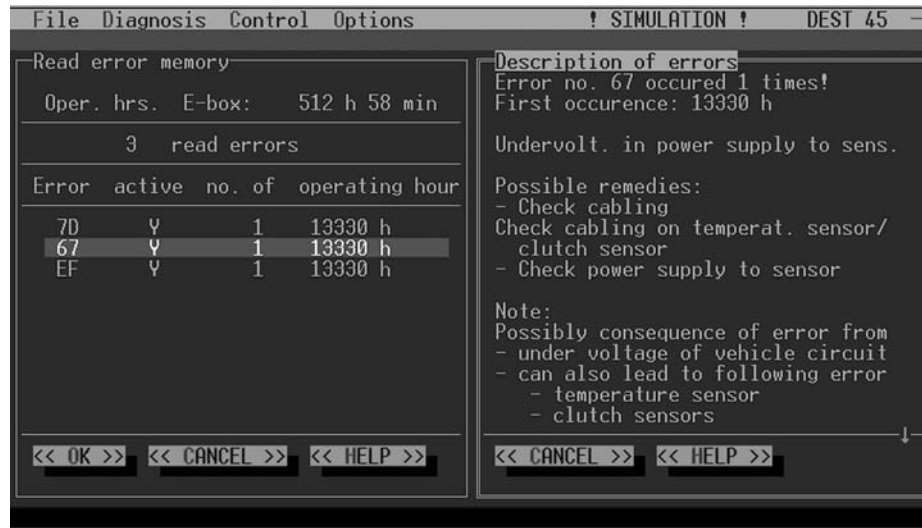 File Diagnosis Control Options ! SIMULATION ! DEST 45
Read error memory
Oper. hrs. E-box: 512 h 58 min
3 read errors
Error active no. of operating hour
7D Y 1 13330 h
67 Y 1 13330 h
EF Y 1 13330 h
<< OK >> << CANCEL >> << HELP >>
Description of errors
Error no. 67 occured 1 times!
First occurence: 13330 h
Undervolt. in power supply to sens.
Possible remedies:
- Check cabling
Check cabling on temperat. sensor/
clutch sensor
- Check power supply to sensor
Note:
Possibly consequence of error from
- under voltage of vehicle circuit
- can also lead to following error
- temperature sensor
- clutch sensors
<< CANCEL >> << HELP >>